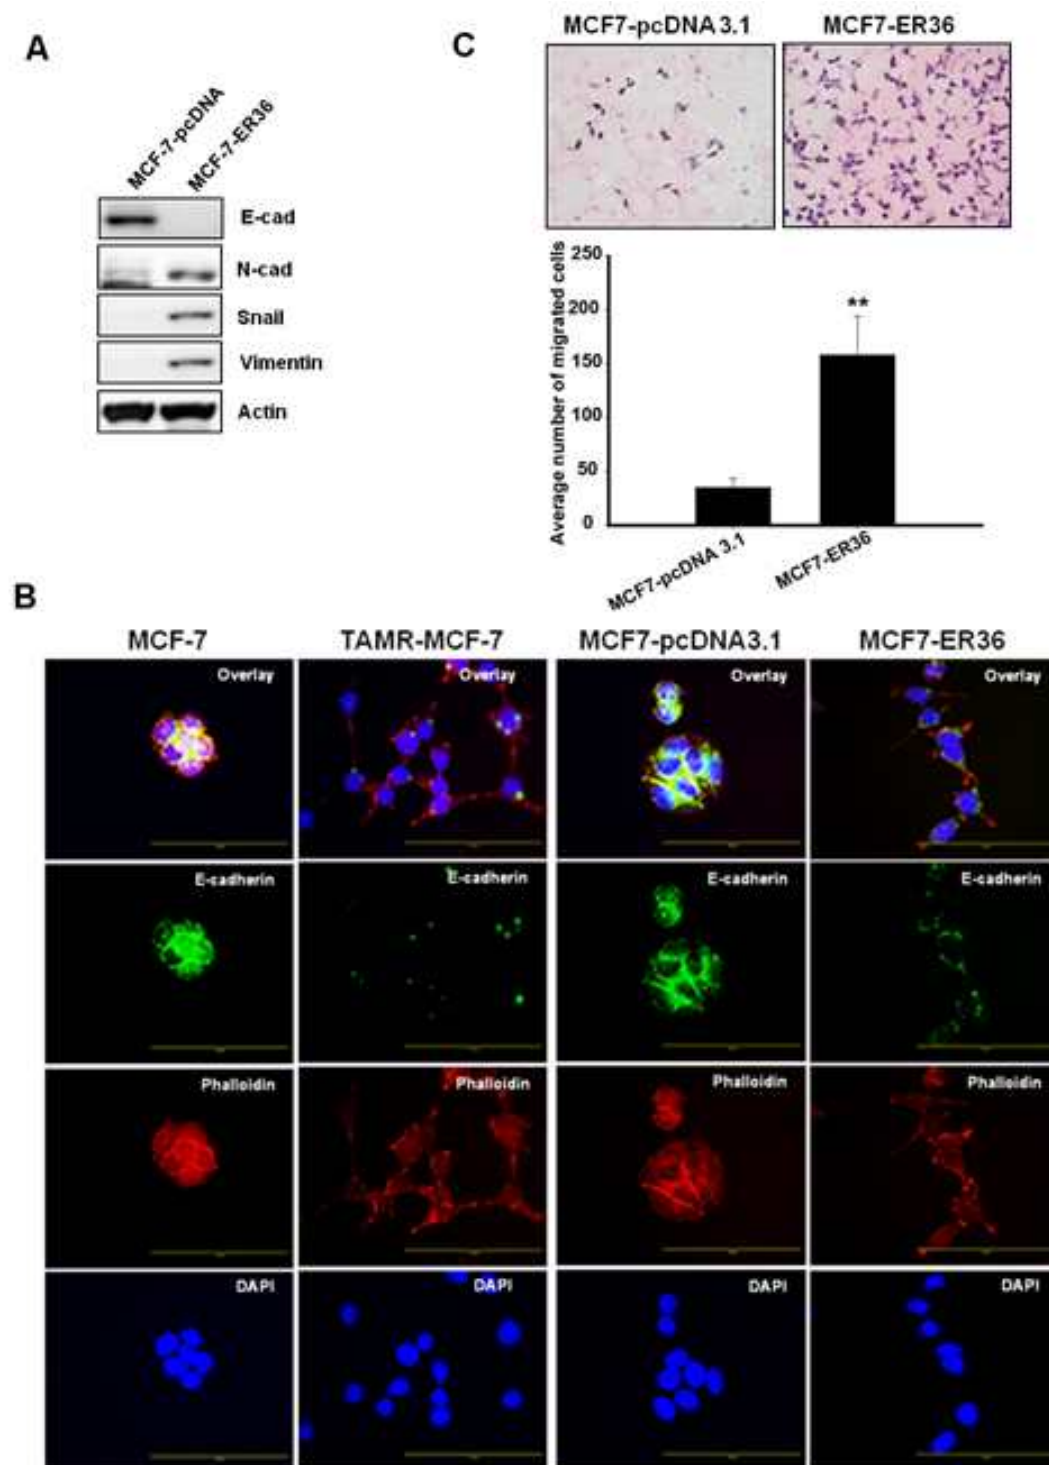 A
MCF-7-pcDNA
MCF-7-ER36
E-cad
N-cad
Snail
Vimentin
Actin
C
MCF7-pcDNA 3.1
MCF7-ER36
Average number of migrated cells
250
200
150
100
50
0
**
MCF7-pcDNA 3.1
MCF7-ER36
B
MCF-7
TAMR-MCF-7
MCF7-pcDNA3.1
MCF7-ER36
Overlay
Overlay
Overlay
Overlay
E-cadherin
E-cadherin
E-cadherin
E-cadherin
Phalloidin
Phalloidin
Phalloidin
Phalloidin
DAPI
DAPI
DAPI
DAPI